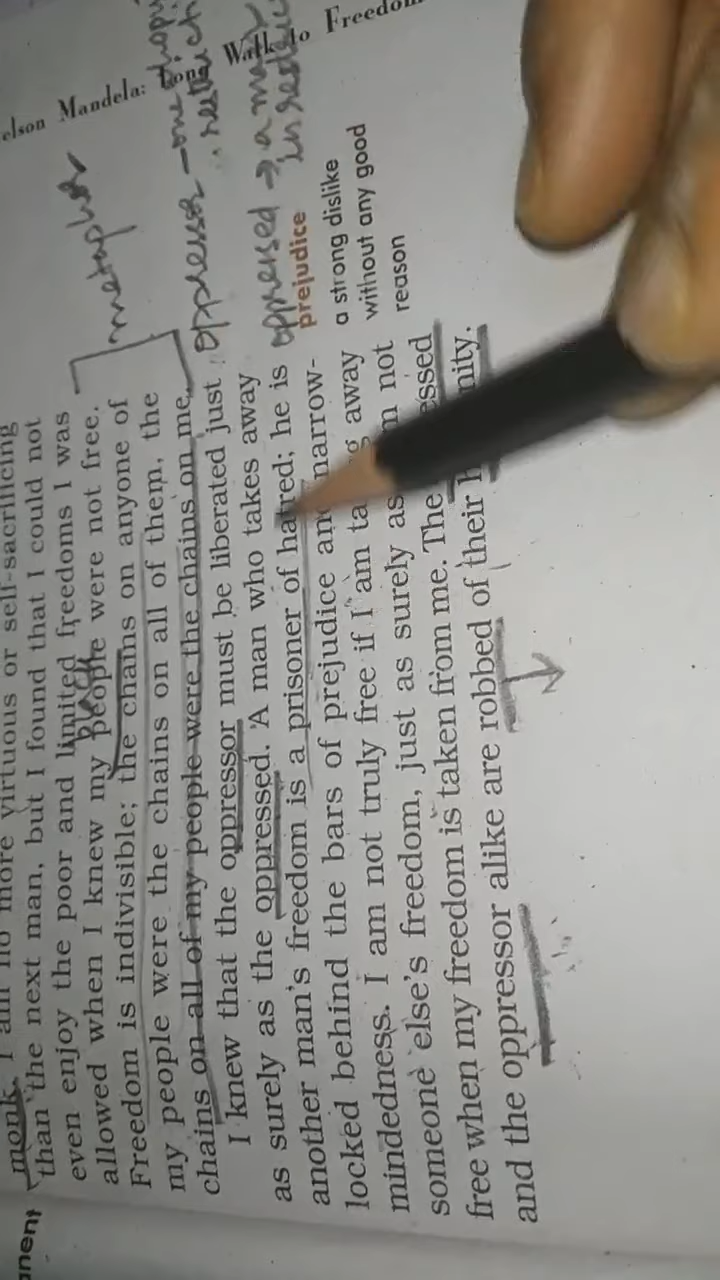 elson Mandela: Long Walk to Freedom
monk. I am no more virtuous or self-sacrificing
than the next man, but I found that I could not
even enjoy the poor and limited freedoms I was
allowed when I knew my people were not free.
Freedom is indivisible; the chains on anyone of
my people were the chains on all of them, the
chains on all of my people were the chains on me.
I knew that the oppressor must be liberated just
as surely as the oppressed. A man who takes away
another man's freedom is a prisoner of hatred; he is
locked behind the bars of prejudice and narrow-
mindedness. I am not truly free if I am ta g away
someone else's freedom, just as surely as m not
free when my freedom is taken from me. The essed
and the oppressor alike are robbed of their h nity.
metaphor
oppressor - one
oppressed → a
prejudice
a strong dislike
without any good
reason
nent